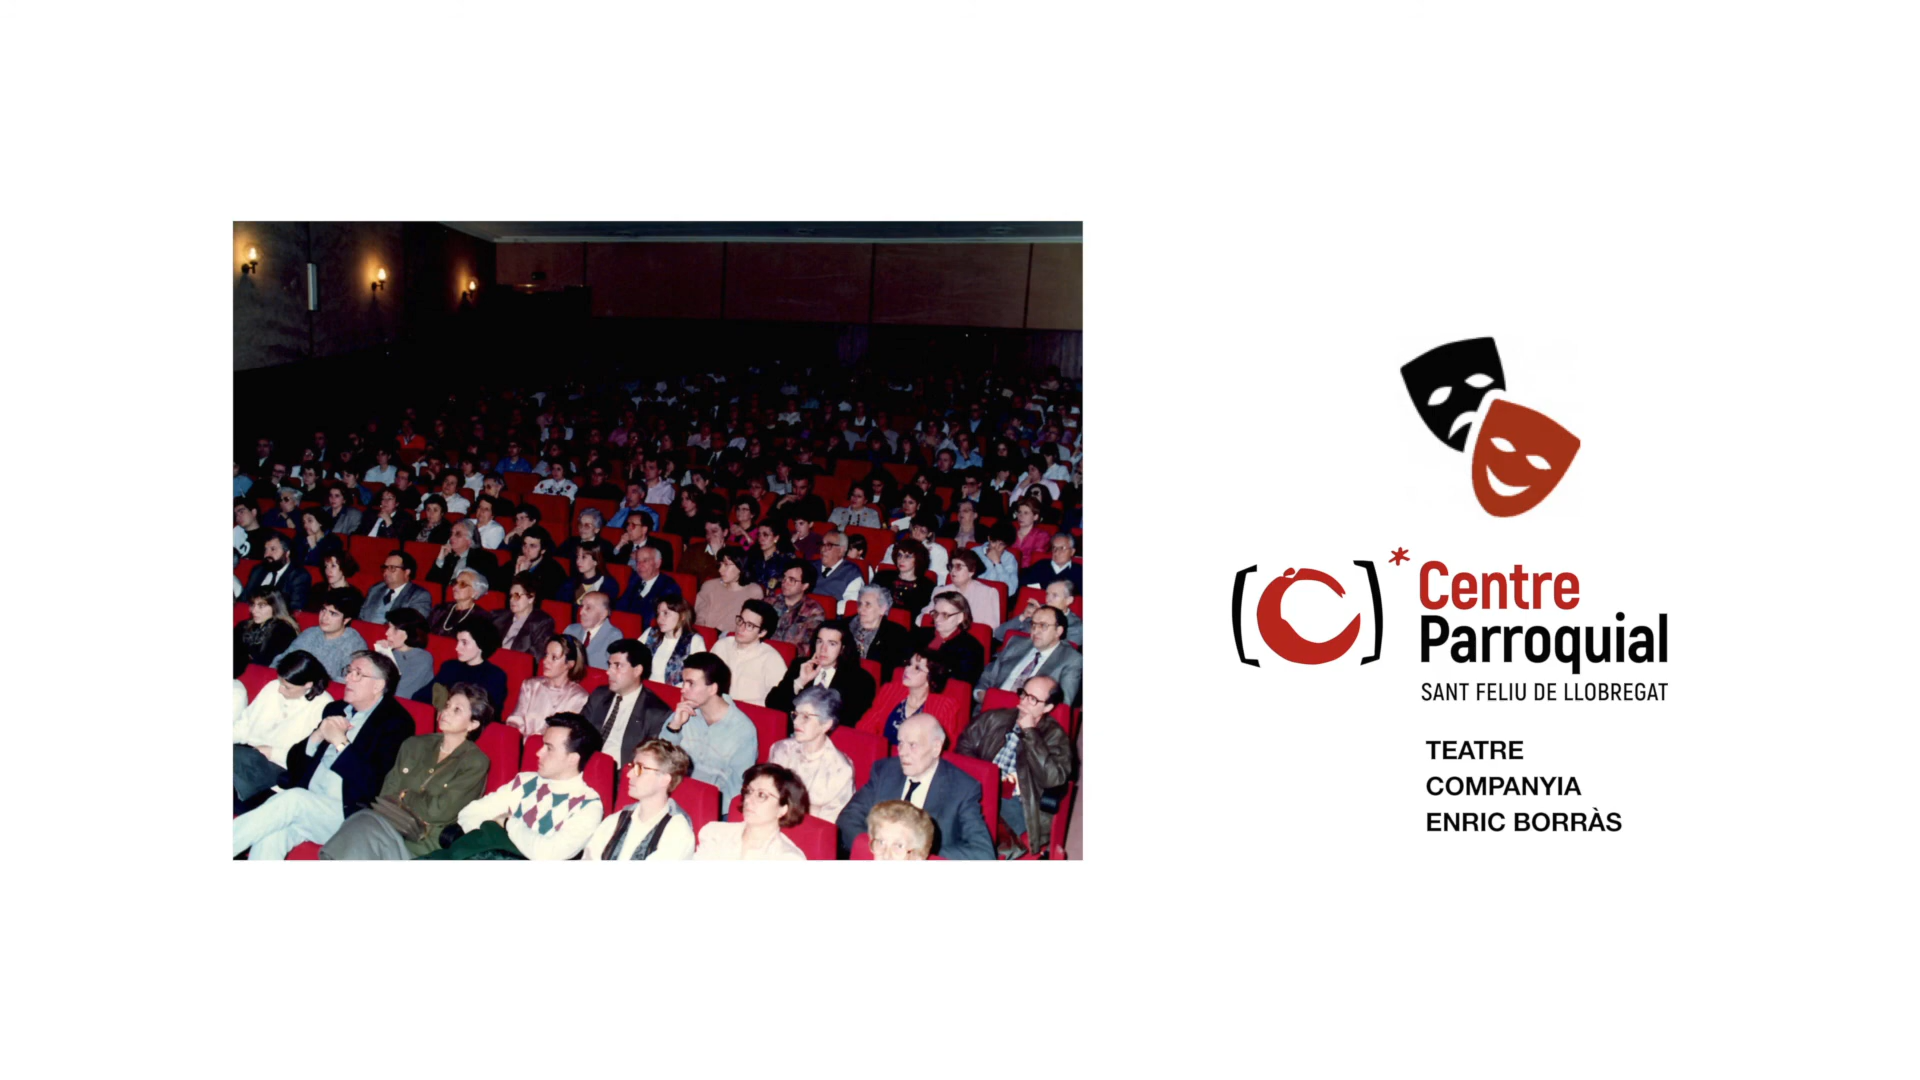 Centre
Parroquial
SANT FELIU DE LLOBREGAT
TEATRE
COMPANYIA
ENRIC BORRÀS